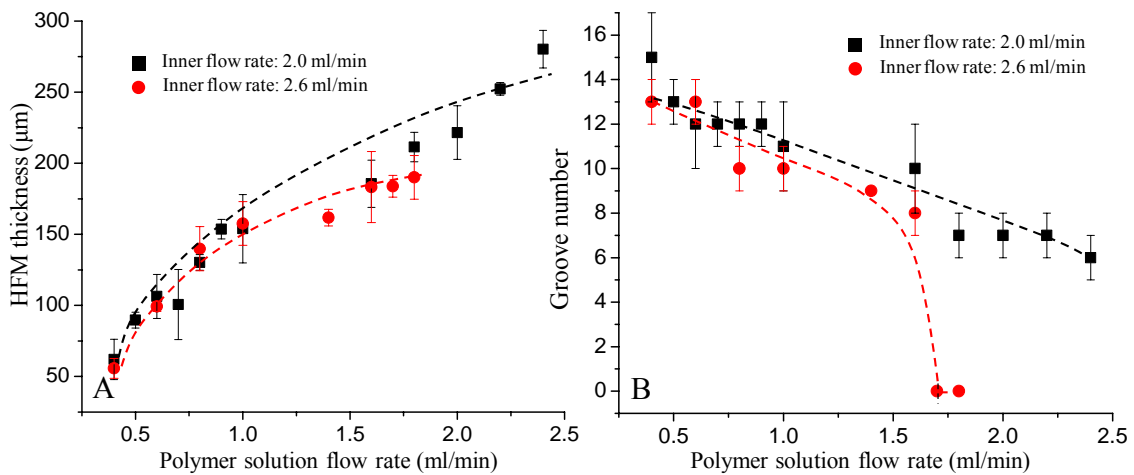 300
250
200
150
100
50
HFM thickness (μm)
Inner flow rate: 2.0 ml/min
Inner flow rate: 2.6 ml/min
A
0.5 1.0 1.5 2.0 2.5
Polymer solution flow rate (ml/min)
16
14
12
10
8
6
4
2
0
Groove number
Inner flow rate: 2.0 ml/min
Inner flow rate: 2.6 ml/min
B
0.5 1.0 1.5 2.0 2.5
Polymer solution flow rate (ml/min)